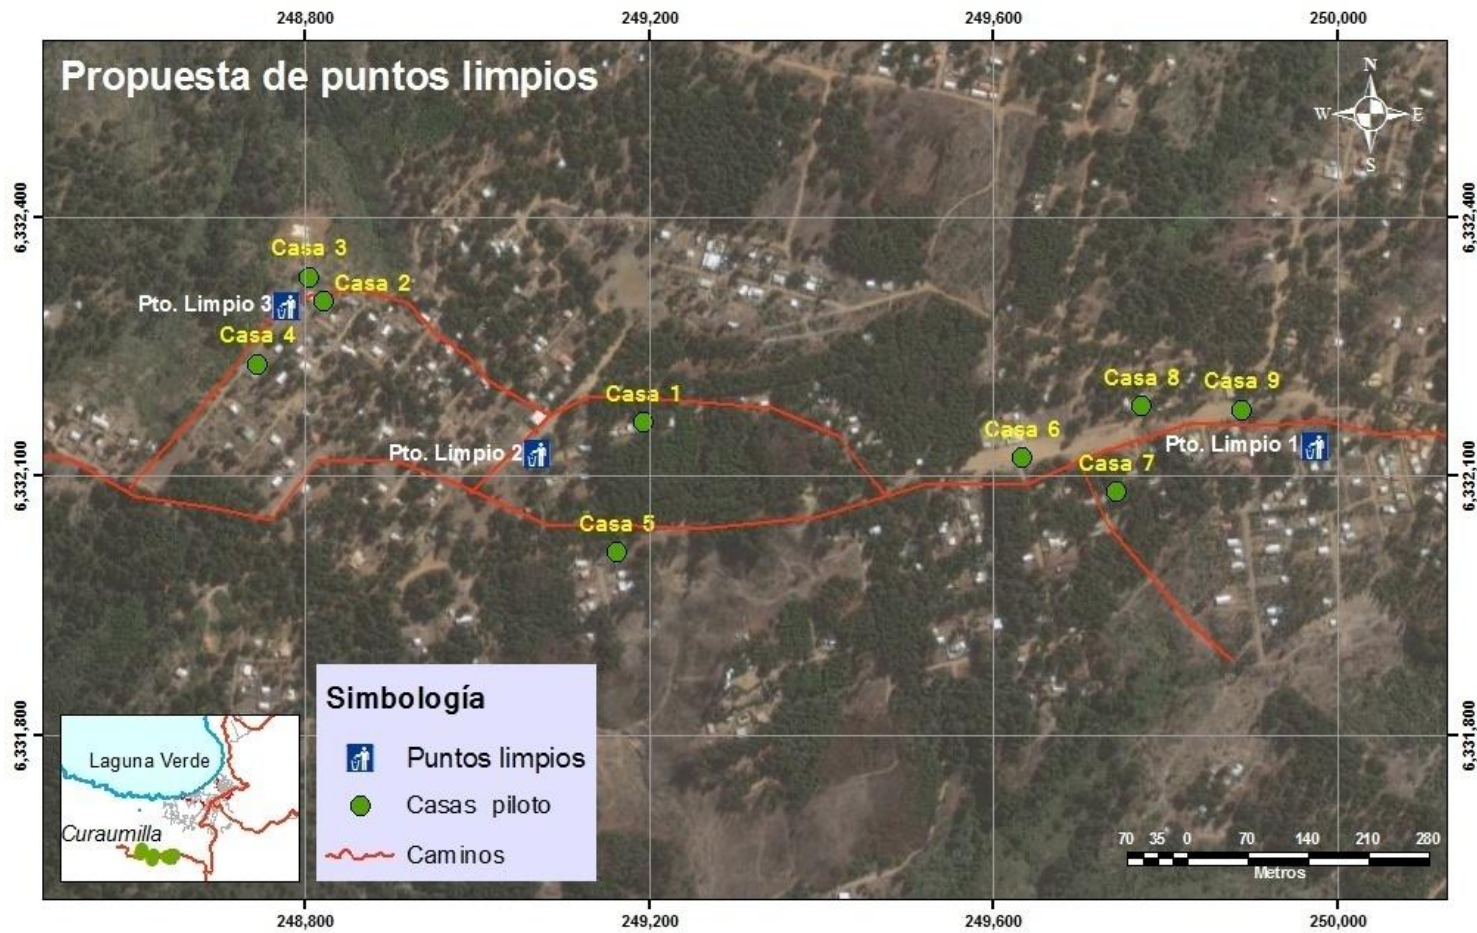 248,800 249,200 249,600 250,000
Propuesta de puntos limpios
N
W E
S
6,332,400 6,332,400
Casa 3
Casa 2
Pto. Limpio 3
Casa 4
Casa 8 Casa 9
Casa 1
Casa 6
Pto. Limpio 2 Pto. Limpio 1
Casa 7
6,332,100 6,332,100
Casa 5
Simbología
Puntos limpios
Casas piloto
Caminos
Laguna Verde
Curaumilla
6,331,800 6,331,800
70 35 0 70 140 210 280
Metros
248,800 249,200 249,600 250,000